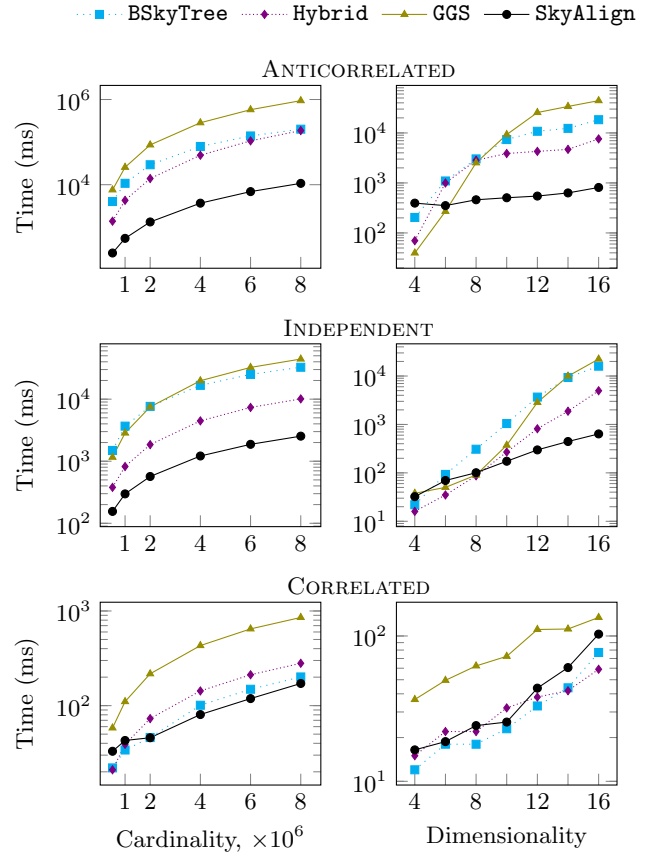 BSkyTree Hybrid GGS SkyAlign
ANTICORRELATED
Time (ms)
10^6
10^4
1 2 4 6 8
10^4
10^3
10^2
4 8 12 16
INDEPENDENT
Time (ms)
10^4
10^3
10^2
1 2 4 6 8
10^4
10^3
10^2
10^1
4 8 12 16
CORRELATED
Time (ms)
10^3
10^2
1 2 4 6 8
Cardinality, ×10^6
10^2
10^1
4 8 12 16
Dimensionality